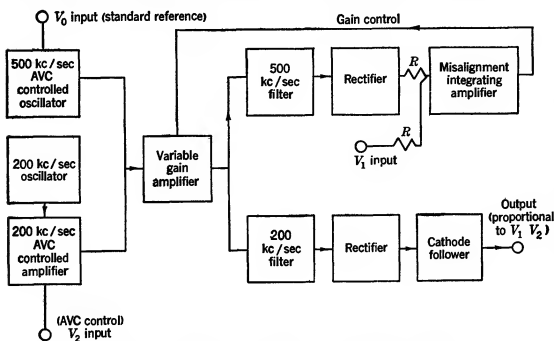 V₀ input (standard reference)
Gain control
500 kc/sec
AVC
controlled
oscillator
500
kc/sec
filter
Rectifier
R
Misalignment
integrating
amplifier
200 kc/sec
oscillator
Variable
gain
amplifier
R
V₁ input
200 kc/sec
AVC
controlled
amplifier
200
kc/sec
filter
Rectifier
Cathode
follower
Output
(proportional
to V₁ V₂)
(AVC control)
V₂ input